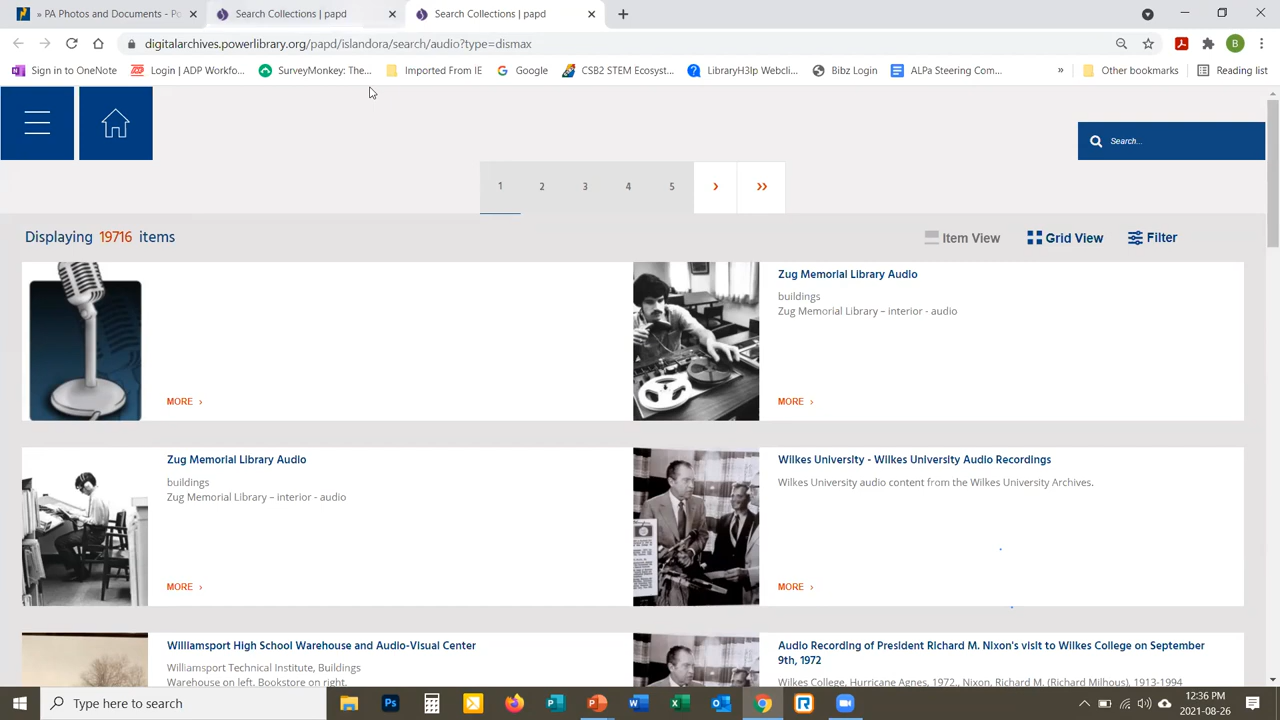 » PA Photos and Documents - Po
Search Collections | papd
Search Collections | papd
digitalarchives.powerlibrary.org/papd/islandora/search/audio?type=dismax
B
Sign in to OneNote
Login | ADP Workfo...
SurveyMonkey: The...
Imported From IE
Google
CSB2 STEM Ecosyst...
LibraryH3lp Webcli...
Bibz Login
ALPa Steering Com...
»
Other bookmarks
Reading list
Search...
1 2 3 4 5 › »
Displaying 19716 items
Item View
Grid View
Filter
MORE ›
Zug Memorial Library Audio
buildings
Zug Memorial Library – interior - audio
MORE ›
Zug Memorial Library Audio
buildings
Zug Memorial Library – interior - audio
MORE ›
Wilkes University - Wilkes University Audio Recordings
Wilkes University audio content from the Wilkes University Archives.
MORE ›
Williamsport High School Warehouse and Audio-Visual Center
Williamsport Technical Institute, Buildings
Warehouse on left. Bookstore on right.
Audio Recording of President Richard M. Nixon's visit to Wilkes College on September
9th, 1972
Wilkes College, Hurricane Agnes, 1972., Nixon, Richard M. (Richard Milhous), 1913-1994
Type here to search
12:36 PM
2021-08-26